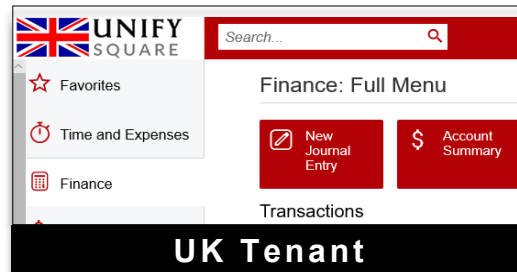 UNIFY
SQUARE
Search...
Favorites
Time and Expenses
Finance
Finance: Full Menu
New
Journal
Entry
$ Account
Summary
Transactions
UK Tenant